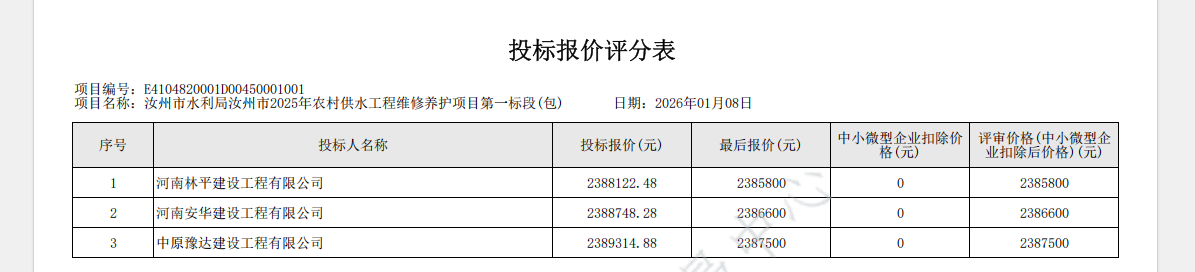 投标报价评分表
项目编号: E4104820001D00450001001
项目名称: 汝州市水利局汝州市2025年农村供水工程维修养护项目第一标段(包) 日期: 2026年01月08日
序号 投标人名称 投标报价(元) 最后报价(元) 中小微型企业扣除价格(元) 评审价格(中小微型企业扣除后价格)(元)
1 河南林平建设工程有限公司 2388122.48 2385800 0 2385800
2 河南安华建设工程有限公司 2388748.28 2386600 0 2386600
3 中原豫达建设工程有限公司 2389314.88 2387500 0 2387500
中心